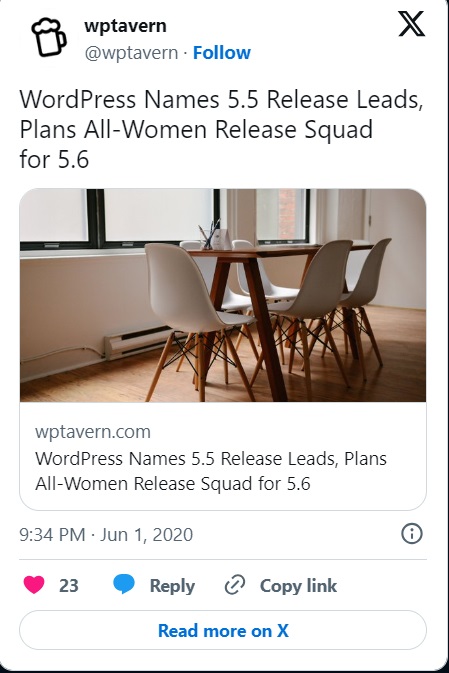 wptavern
@wptavern · Follow
WordPress Names 5.5 Release Leads,
Plans All-Women Release Squad
for 5.6
wptavern.com
WordPress Names 5.5 Release Leads, Plans
All-Women Release Squad for 5.6
9:34 PM · Jun 1, 2020
23 Reply Copy link
Read more on X